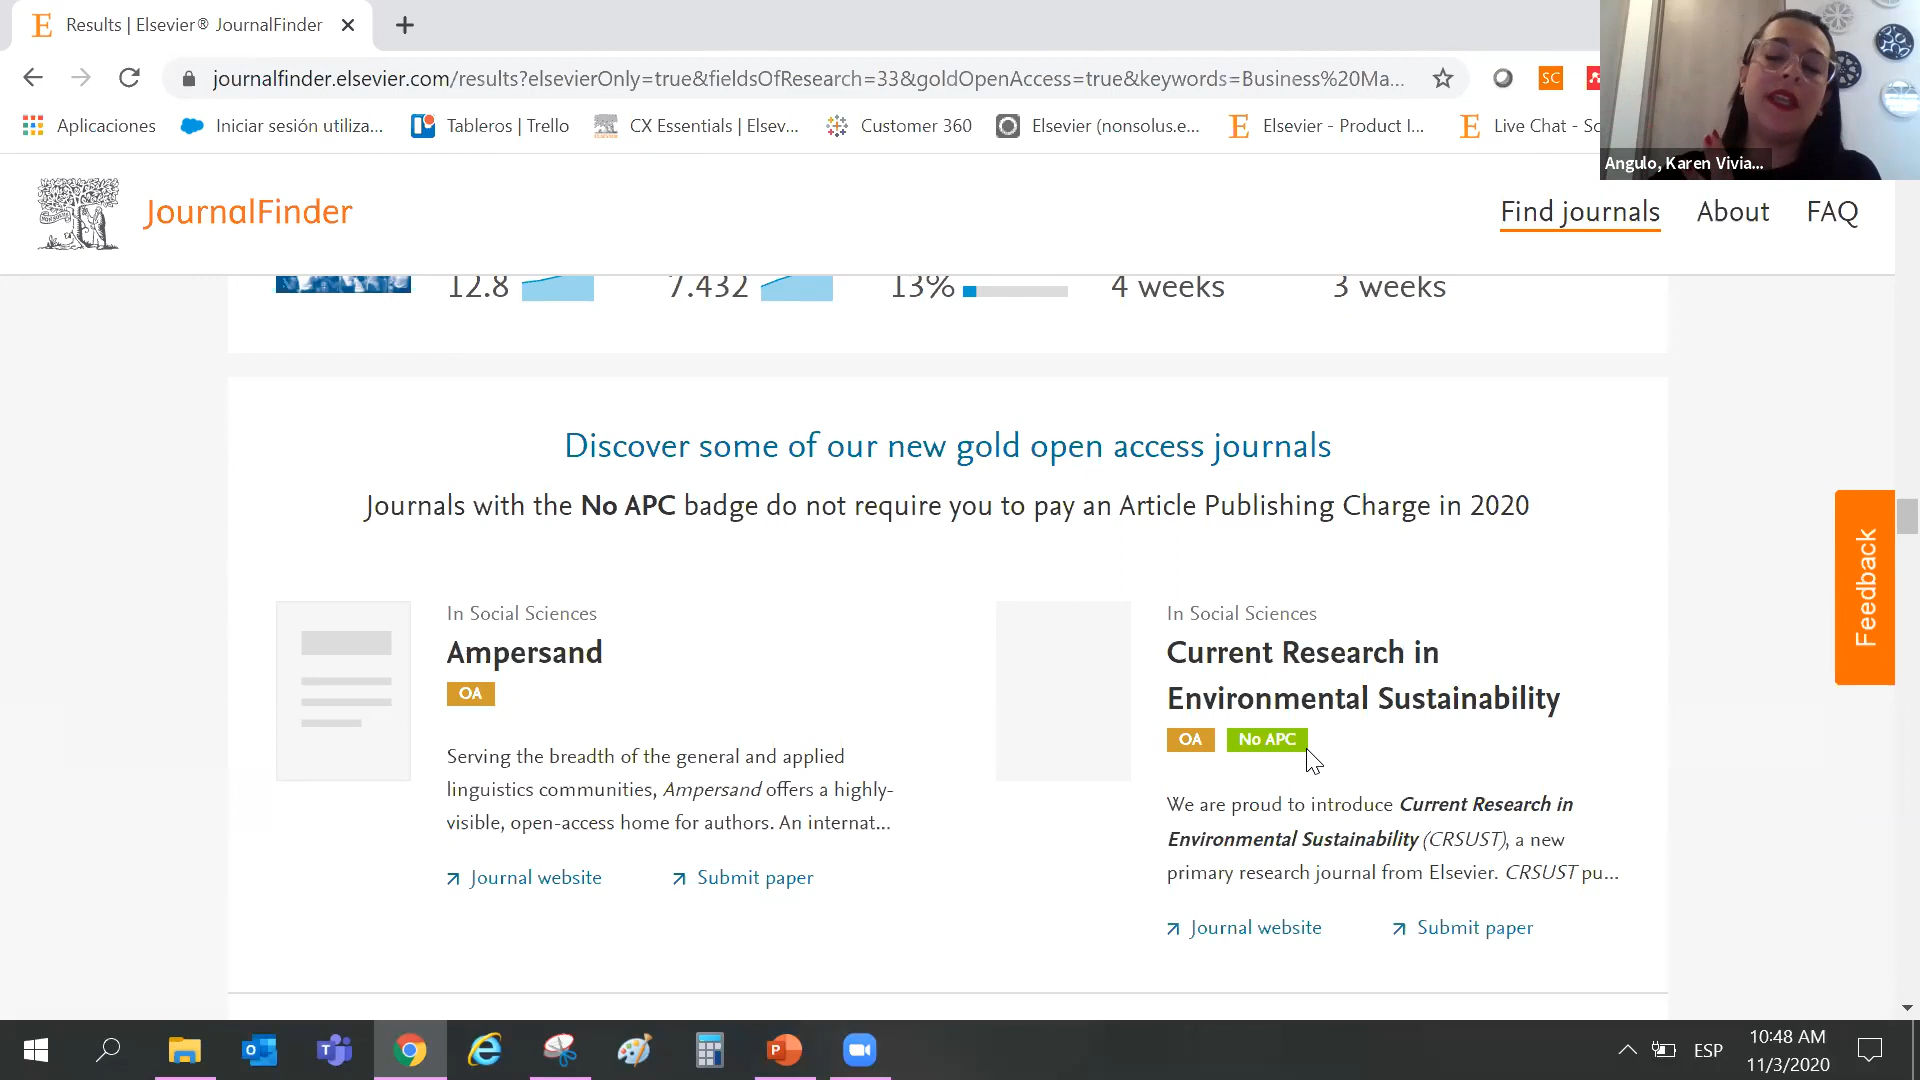 Results | Elsevier® JournalFinder
journalfinder.elsevier.com/results?elsevierOnly=true&fieldsOfResearch=33&goldOpenAccess=true&keywords=Business%20Ma...
SC
Aplicaciones
Iniciar sesión utiliza...
Tableros | Trello
CX Essentials | Elsev...
Customer 360
Elsevier (nonsolus.e...
Elsevier - Product I...
Live Chat - Sc
Angulo, Karen Vivia...
JournalFinder
Find journals
About
FAQ
12.8
7.432
13%
4 weeks
3 weeks
Discover some of our new gold open access journals
Journals with the No APC badge do not require you to pay an Article Publishing Charge in 2020
In Social Sciences
Ampersand
OA
Serving the breadth of the general and applied
linguistics communities, Ampersand offers a highly-
visible, open-access home for authors. An internat...
Journal website
Submit paper
In Social Sciences
Current Research in
Environmental Sustainability
OA
No APC
We are proud to introduce Current Research in
Environmental Sustainability (CRSUST), a new
primary research journal from Elsevier. CRSUST pu...
Journal website
Submit paper
Feedback
ESP
10:48 AM
11/3/2020